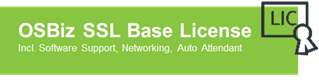 OSBiz SSL Base License
LIC
Incl. Software Support, Networking, Auto Attendant